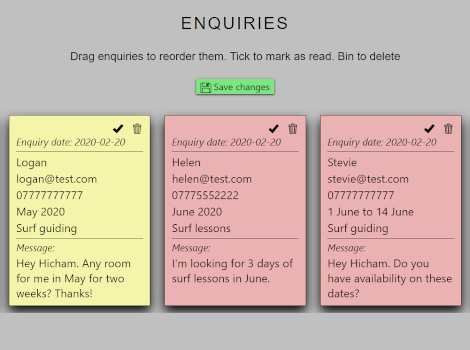 ENQUIRIES
Drag enquiries to reorder them. Tick to mark as read. Bin to delete
Save changes
Enquiry date: 2020-02-20
Logan
logan@test.com
07777777777
May 2020
Surf guiding
Message:
Hey Hicham. Any room
for me in May for two
weeks? Thanks!
Enquiry date: 2020-02-20
Helen
helen@test.com
07775552222
June 2020
Surf lessons
Message:
I'm looking for 3 days of
surf lessons in June.
Enquiry date: 2020-02-20
Stevie
stevie@test.com
07777777777
1 June to 14 June
Surf guiding
Message:
Hey Hicham. Do you
have availability on these
dates?